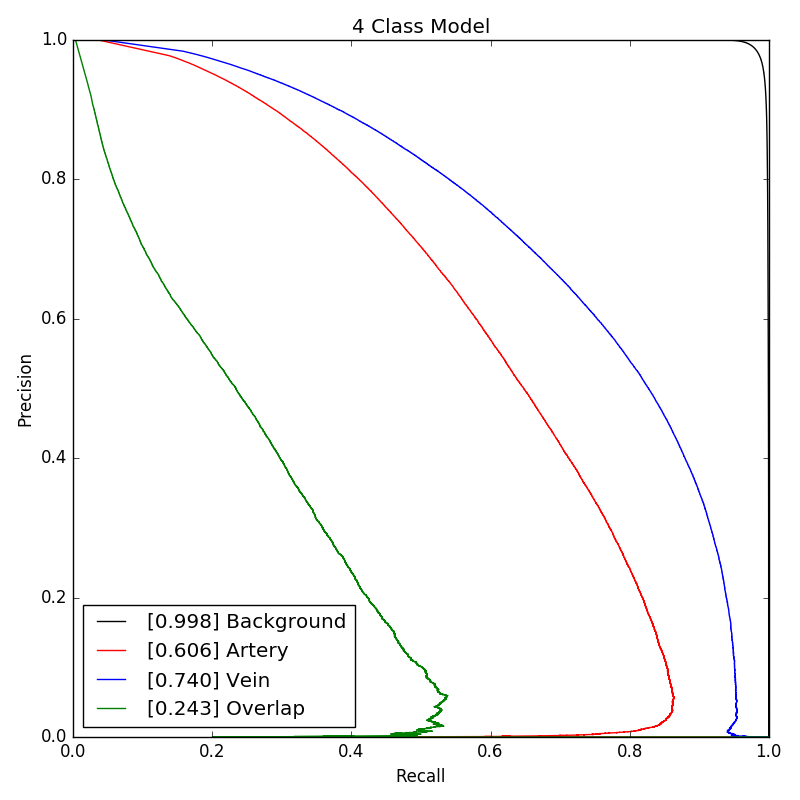 4 Class Model
1.0
0.8
0.6
0.4
0.2
0.0
Precision
[0.998] Background
[0.606] Artery
[0.740] Vein
[0.243] Overlap
0.0 0.2 0.4 0.6 0.8 1.0
Recall